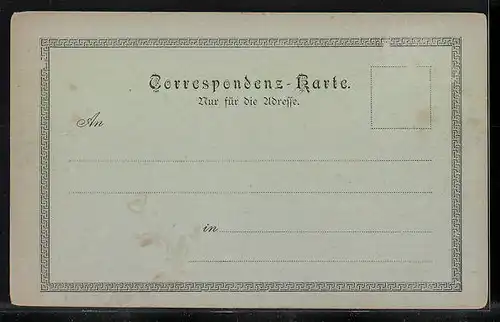 Correspondenz-Karte.
Nur für die Adresse.
An
in